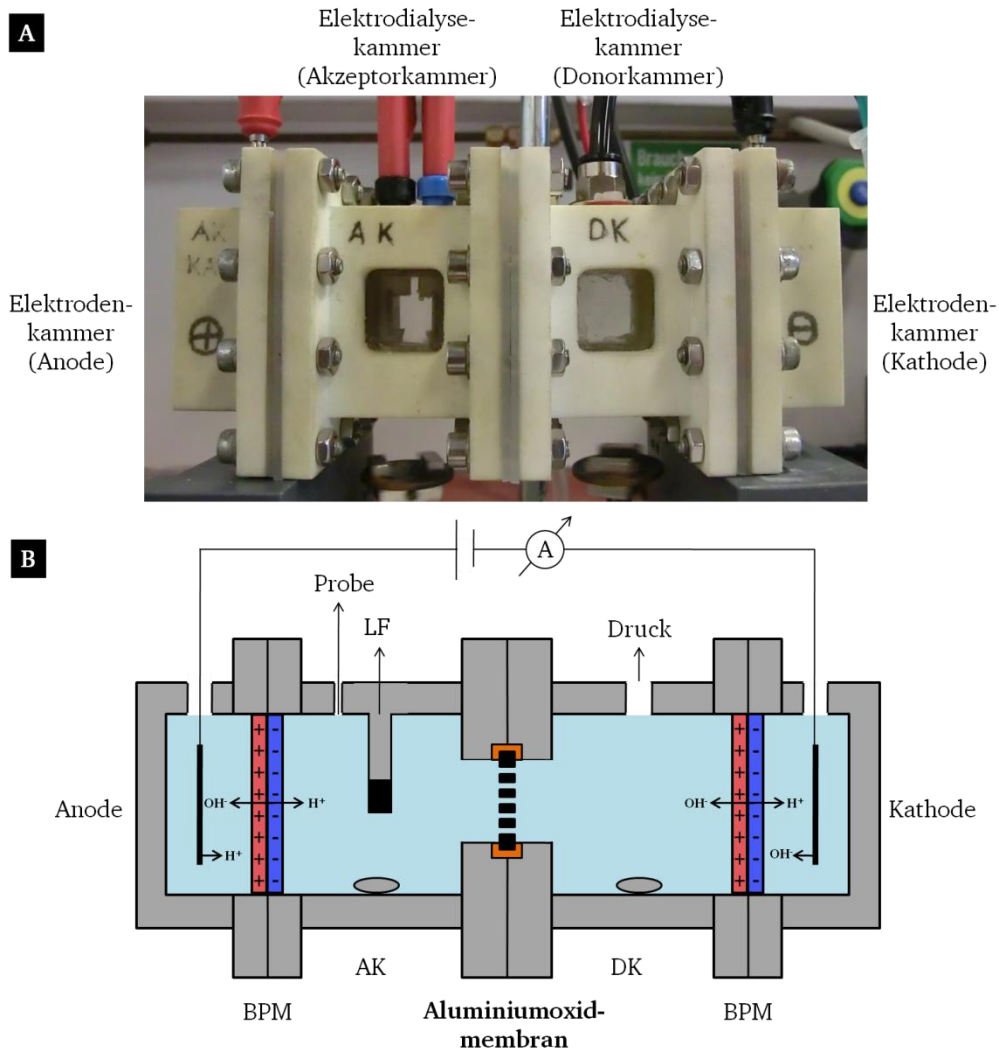 A
Elektrodialyse-
kammer
(Akzeptorkammer)
Elektrodialyse-
kammer
(Donorkammer)
Brauch
AK
KA
AK
DK
Elektroden-
kammer
(Anode)
⊕
⊖
Elektroden-
kammer
(Kathode)
B
A
Probe
LF
Druck
Anode
OH⁻
H⁺
H⁺
+ + + + + + + +
- - - - - - - -
OH⁻
H⁺
OH⁻
+ + + + + + + +
- - - - - - - -
Kathode
AK
DK
BPM
Aluminiumoxid-
membran
BPM